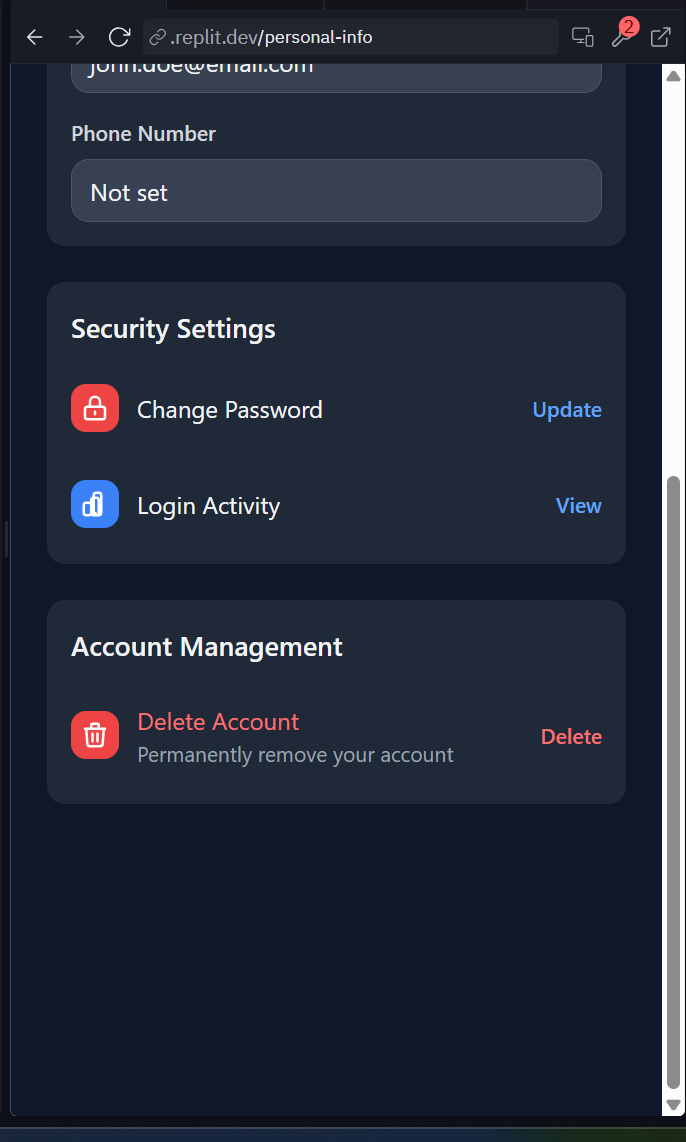 .replit.dev/personal-info
2
john.doe@email.com
Phone Number
Not set
Security Settings
Change Password
Update
Login Activity
View
Account Management
Delete Account
Permanently remove your account
Delete